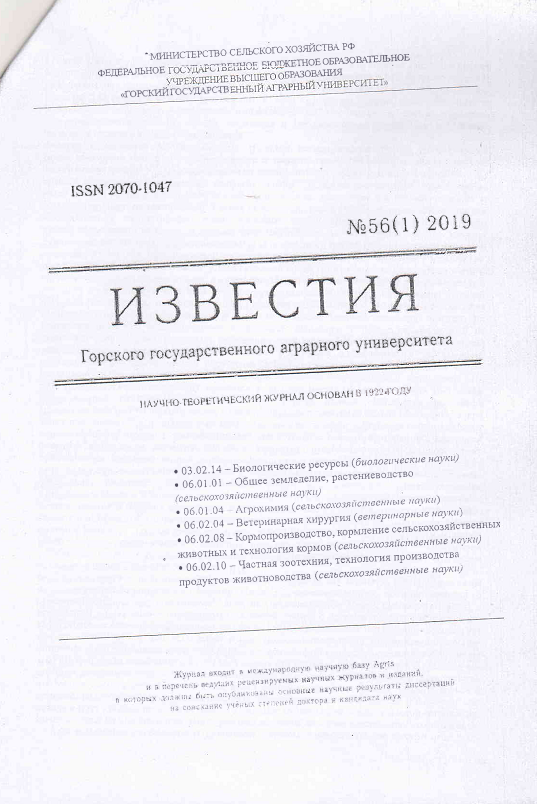 МИНИСТЕРСТВО СЕЛЬСКОГО ХОЗЯЙСТВА РФ
ФЕДЕРАЛЬНОЕ ГОСУДАРСТВЕННОЕ БЮДЖЕТНОЕ ОБРАЗОВАТЕЛЬНОЕ
УЧРЕЖДЕНИЕ ВЫСШЕГО ОБРАЗОВАНИЯ
«ГОРСКИЙ ГОСУДАРСТВЕННЫЙ АГРАРНЫЙ УНИВЕРСИТЕТ»
ISSN 2070-1047
№56(1) 2019
ИЗВЕСТИЯ
Горского государственного аграрного университета
НАУЧНО-ТЕОРЕТИЧЕСКИЙ ЖУРНАЛ ОСНОВАН В 1922 ГОДУ
• 03.02.14 – Биологические ресурсы (биологические науки)
• 06.01.01 – Общее земледелие, растениеводство
(сельскохозяйственные науки)
• 06.01.04 – Агрохимия (сельскохозяйственные науки)
• 06.02.04 – Ветеринарная хирургия (ветеринарные науки)
• 06.02.08 – Кормопроизводство, кормление сельскохозяйственных
животных и технология кормов (сельскохозяйственные науки)
• 06.02.10 – Частная зоотехния, технология производства
продуктов животноводства (сельскохозяйственные науки)
Журнал входит в международную научную базу Agris
и в перечень ведущих рецензируемых научных журналов и изданий,
в которых должны быть опубликованы основные научные результаты диссертаций
на соискание учёных степеней доктора и кандидата наук